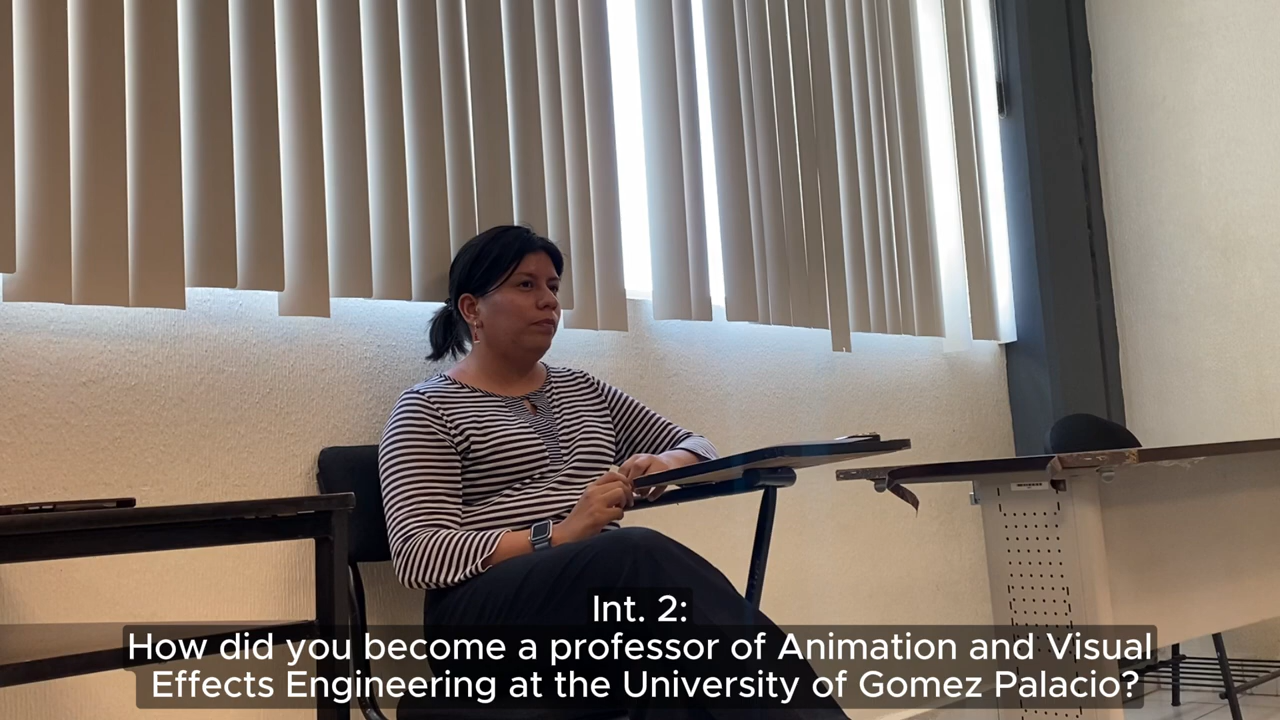 Int. 2:
How did you become a professor of Animation and Visual
Effects Engineering at the University of Gomez Palacio?